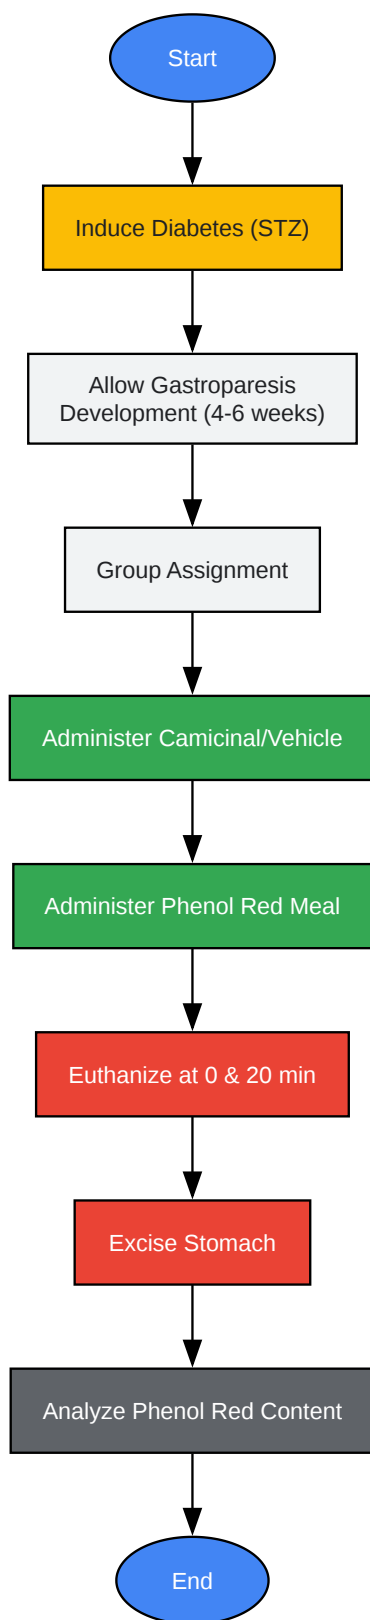 Start
Induce Diabetes (STZ)
Allow Gastroparesis
Development (4-6 weeks)
Group Assignment
Administer Camicinal/Vehicle
Administer Phenol Red Meal
Euthanize at 0 & 20 min
Excise Stomach
Analyze Phenol Red Content
End